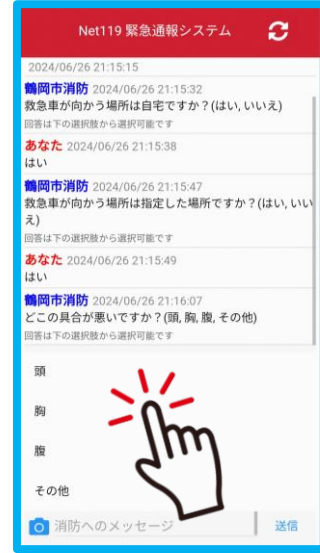 Net119 緊急通報システム
2024/06/26 21:15:15
鶴岡市消防 2024/06/26 21:15:32
救急車が向かう場所は自宅ですか？(はい, いいえ)
回答は下の選択肢から選択可能です
あなた 2024/06/26 21:15:38
はい
鶴岡市消防 2024/06/26 21:15:47
救急車が向かう場所は指定した場所ですか？(はい, いい
え)
回答は下の選択肢から選択可能です
あなた 2024/06/26 21:15:49
はい
鶴岡市消防 2024/06/26 21:16:07
どこの具合が悪いですか？(頭, 胸, 腹, その他)
回答は下の選択肢から選択可能です
頭
胸
腹
その他
消防へのメッセージ 送信